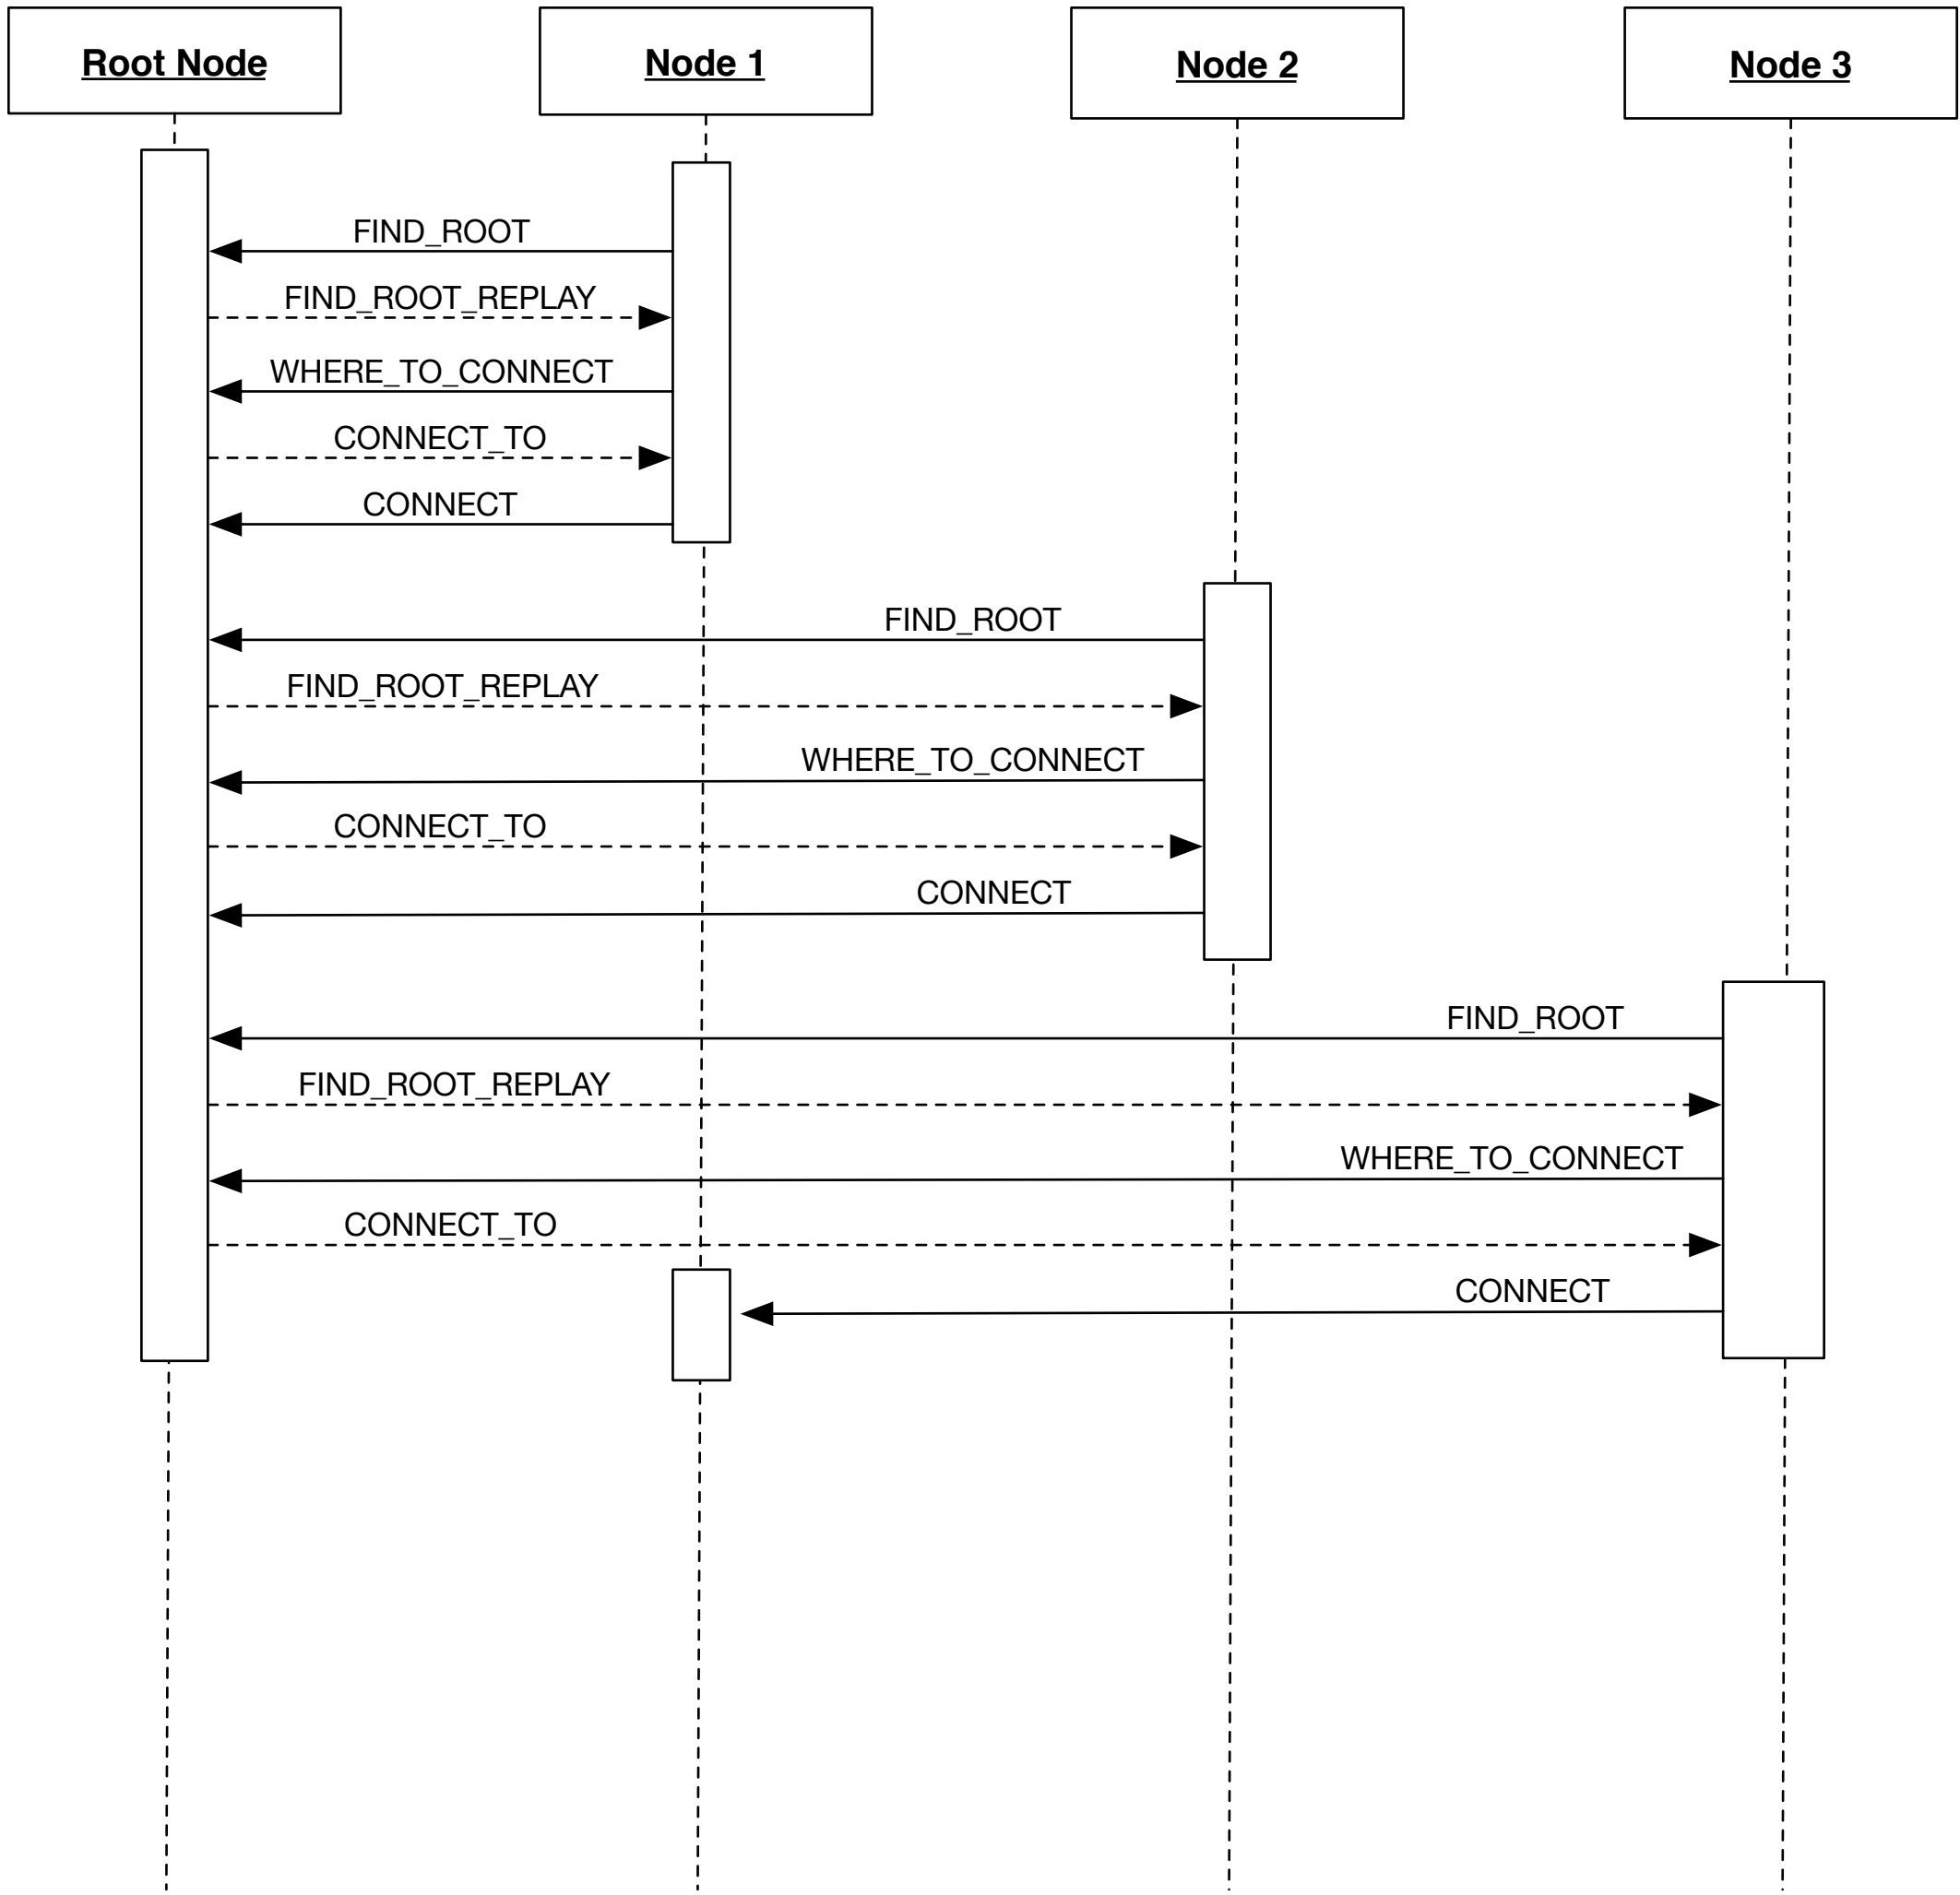 Root Node
Node 1
Node 2
Node 3
FIND_ROOT
FIND_ROOT_REPLAY
WHERE_TO_CONNECT
CONNECT_TO
CONNECT
FIND_ROOT
FIND_ROOT_REPLAY
WHERE_TO_CONNECT
CONNECT_TO
CONNECT
FIND_ROOT
FIND_ROOT_REPLAY
WHERE_TO_CONNECT
CONNECT_TO
CONNECT